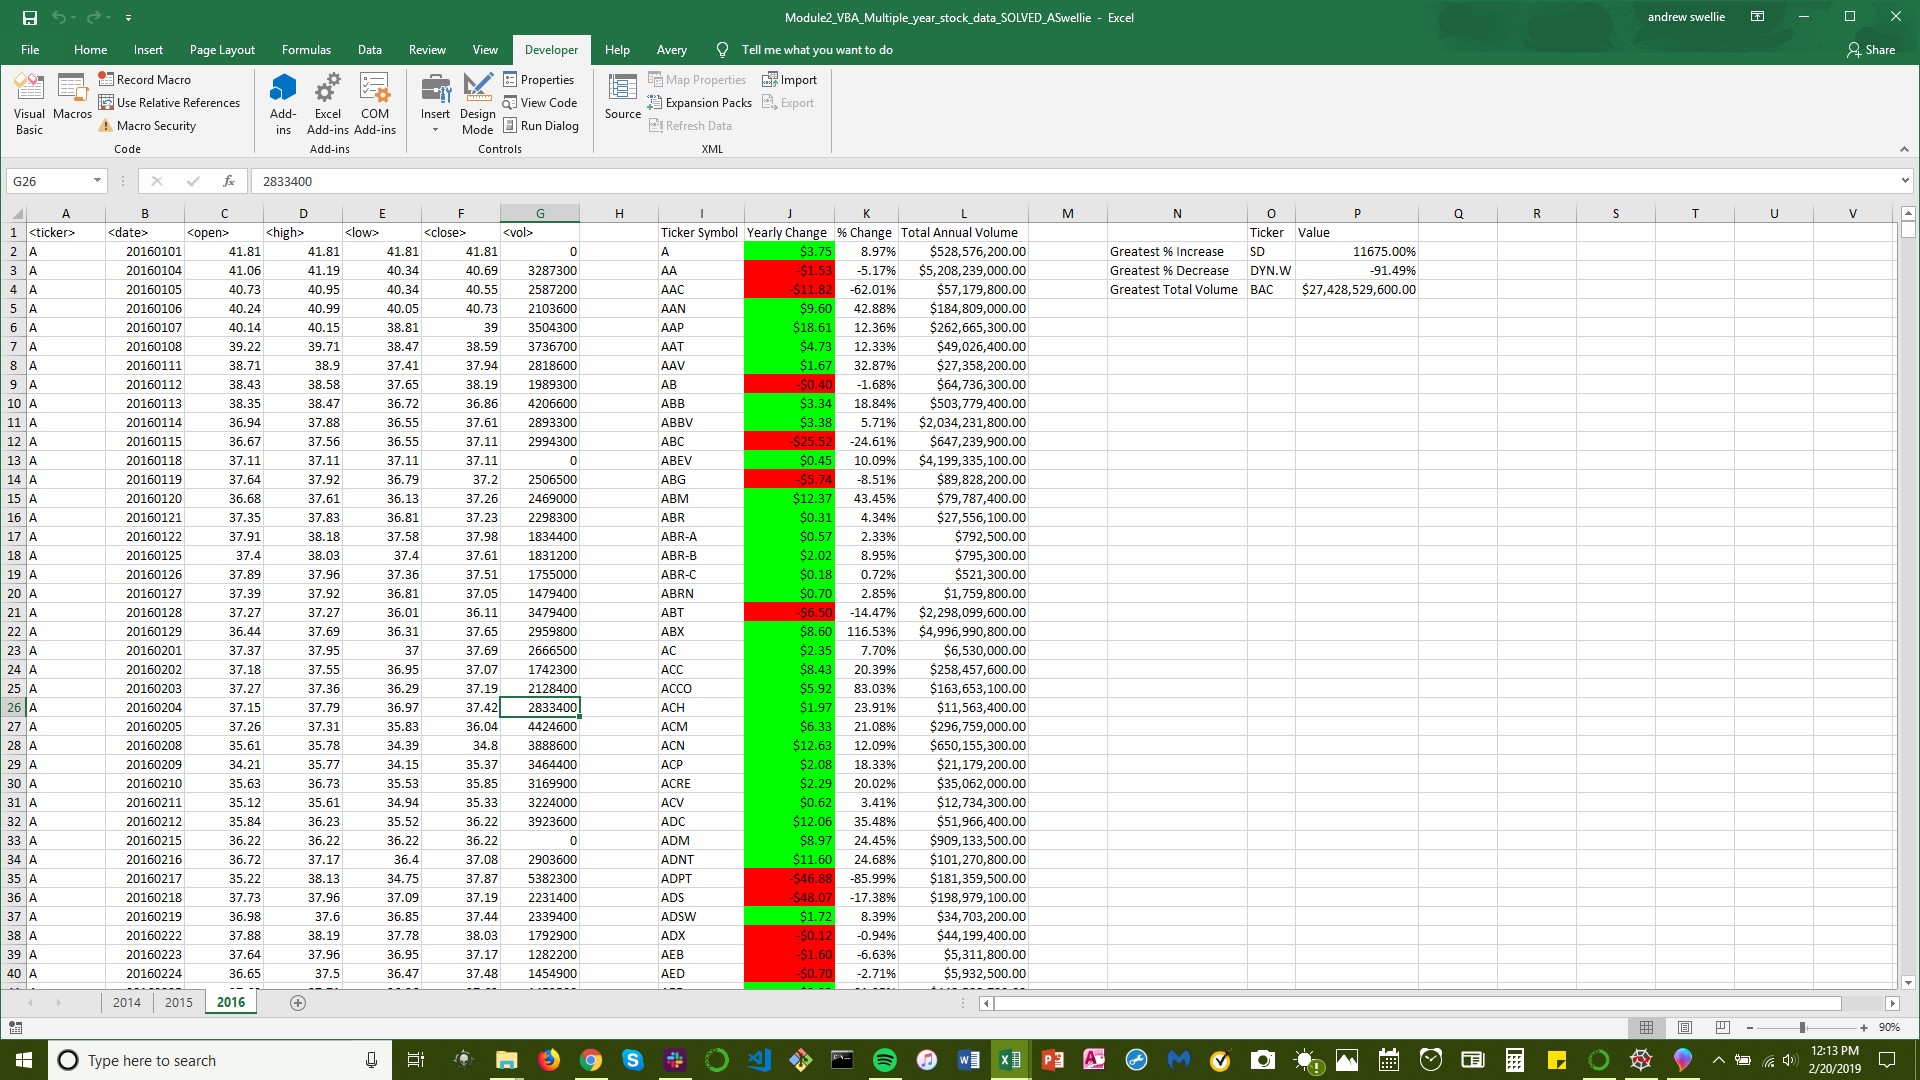 Module2_VBA_Multiple_year_stock_data_SOLVED_ASwellie - Excel
andrew swellie
File Home Insert Page Layout Formulas Data Review View Developer Help Avery Tell me what you want to do Share
Visual Basic
Macros
Record Macro
Use Relative References
Macro Security
Code
Add-ins
Excel Add-ins
COM Add-ins
Add-ins
Insert
Design Mode
Properties
View Code
Run Dialog
Controls
Source
Map Properties
Expansion Packs
Refresh Data
Import
Export
XML
G26 fx 2833400
A B C D E F G H I J K L M N O P Q R S T U V
1 <ticker> <date> <open> <high> <low> <close> <vol> Ticker Symbol Yearly Change % Change Total Annual Volume Ticker Value
2 A 20160101 41.81 41.81 41.81 41.81 0 A $3.75 8.97% $528,576,200.00 Greatest % Increase SD 11675.00%
3 A 20160104 41.06 41.19 40.34 40.69 3287300 AA -$1.53 -5.17% $5,208,239,000.00 Greatest % Decrease DYN.W -91.49%
4 A 20160105 40.73 40.95 40.34 40.55 2587200 AAC -$11.82 -62.01% $57,179,800.00 Greatest Total Volume BAC $27,428,529,600.00
5 A 20160106 40.24 40.99 40.05 40.73 2103600 AAN $9.60 42.88% $184,809,000.00
6 A 20160107 40.14 40.15 38.81 39 3504300 AAP $18.61 12.36% $262,665,300.00
7 A 20160108 39.22 39.71 38.47 38.59 3736700 AAT $4.73 12.33% $49,026,400.00
8 A 20160111 38.71 38.9 37.41 37.94 2818600 AAV $1.67 32.87% $27,358,200.00
9 A 20160112 38.43 38.58 37.65 38.19 1989300 AB -$0.40 -1.68% $64,736,300.00
10 A 20160113 38.35 38.47 36.72 36.86 4206600 ABB $3.34 18.84% $503,779,400.00
11 A 20160114 36.94 37.88 36.55 37.61 2893300 ABBV $3.38 5.71% $2,034,231,800.00
12 A 20160115 36.67 37.56 36.55 37.11 2994300 ABC -$25.52 -24.61% $647,239,900.00
13 A 20160118 37.11 37.11 37.11 37.11 0 ABEV $0.45 10.09% $4,199,335,100.00
14 A 20160119 37.64 37.92 36.79 37.2 2506500 ABG -$5.74 -8.51% $89,828,200.00
15 A 20160120 36.68 37.61 36.13 37.26 2469000 ABM $12.37 43.45% $79,787,400.00
16 A 20160121 37.35 37.83 36.81 37.23 2298300 ABR $0.31 4.34% $27,556,100.00
17 A 20160122 37.91 38.18 37.58 37.98 1834400 ABR-A $0.57 2.33% $792,500.00
18 A 20160125 37.4 38.03 37.4 37.61 1831200 ABR-B $2.02 8.95% $795,300.00
19 A 20160126 37.89 37.96 37.36 37.51 1755000 ABR-C $0.18 0.72% $521,300.00
20 A 20160127 37.39 37.92 36.81 37.05 1479400 ABRN $0.70 2.85% $1,759,800.00
21 A 20160128 37.27 37.27 36.01 36.11 3479400 ABT -$6.50 -14.47% $2,298,099,600.00
22 A 20160129 36.44 37.69 36.31 37.65 2959800 ABX $8.60 116.53% $4,996,990,800.00
23 A 20160201 37.37 37.95 37 37.69 2666500 AC $2.35 7.70% $6,530,000.00
24 A 20160202 37.18 37.55 36.95 37.07 1742300 ACC $8.43 20.39% $258,457,600.00
25 A 20160203 37.27 37.36 36.29 37.19 2128400 ACCO $5.92 83.03% $163,653,100.00
26 A 20160204 37.15 37.79 36.97 37.42 2833400 ACH $1.97 23.91% $11,563,400.00
27 A 20160205 37.26 37.31 35.83 36.04 4424600 ACM $6.33 21.08% $296,759,000.00
28 A 20160208 35.61 35.78 34.39 34.8 3888600 ACN $12.63 12.09% $650,155,300.00
29 A 20160209 34.21 35.77 34.15 35.37 3464400 ACP $2.08 18.33% $21,179,200.00
30 A 20160210 35.63 36.73 35.53 35.85 3169900 ACRE $2.29 20.02% $35,062,000.00
31 A 20160211 35.12 35.61 34.94 35.33 3224000 ACV $0.62 3.41% $12,734,300.00
32 A 20160212 35.84 36.23 35.52 36.22 3923600 ADC $12.06 35.48% $51,966,400.00
33 A 20160215 36.22 36.22 36.22 36.22 0 ADM $8.97 24.45% $909,133,500.00
34 A 20160216 36.72 37.17 36.4 37.08 2903600 ADNT $11.60 24.68% $101,270,800.00
35 A 20160217 35.22 38.13 34.75 37.87 5382300 ADPT -$46.88 -85.99% $181,359,500.00
36 A 20160218 37.73 37.96 37.09 37.19 2231400 ADS -$48.07 -17.38% $198,979,100.00
37 A 20160219 36.98 37.6 36.85 37.44 2339400 ADSW $1.72 8.39% $34,703,200.00
38 A 20160222 37.88 38.19 37.78 38.03 1792900 ADX -$0.12 -0.94% $44,199,400.00
39 A 20160223 37.64 37.96 36.95 37.17 1282200 AEB -$1.60 -6.63% $5,311,800.00
40 A 20160224 36.65 37.5 36.47 37.48 1454900 AED -$0.70 -2.71% $5,932,500.00
2014 2015 2016
90%
Type here to search
12:13 PM
2/20/2019